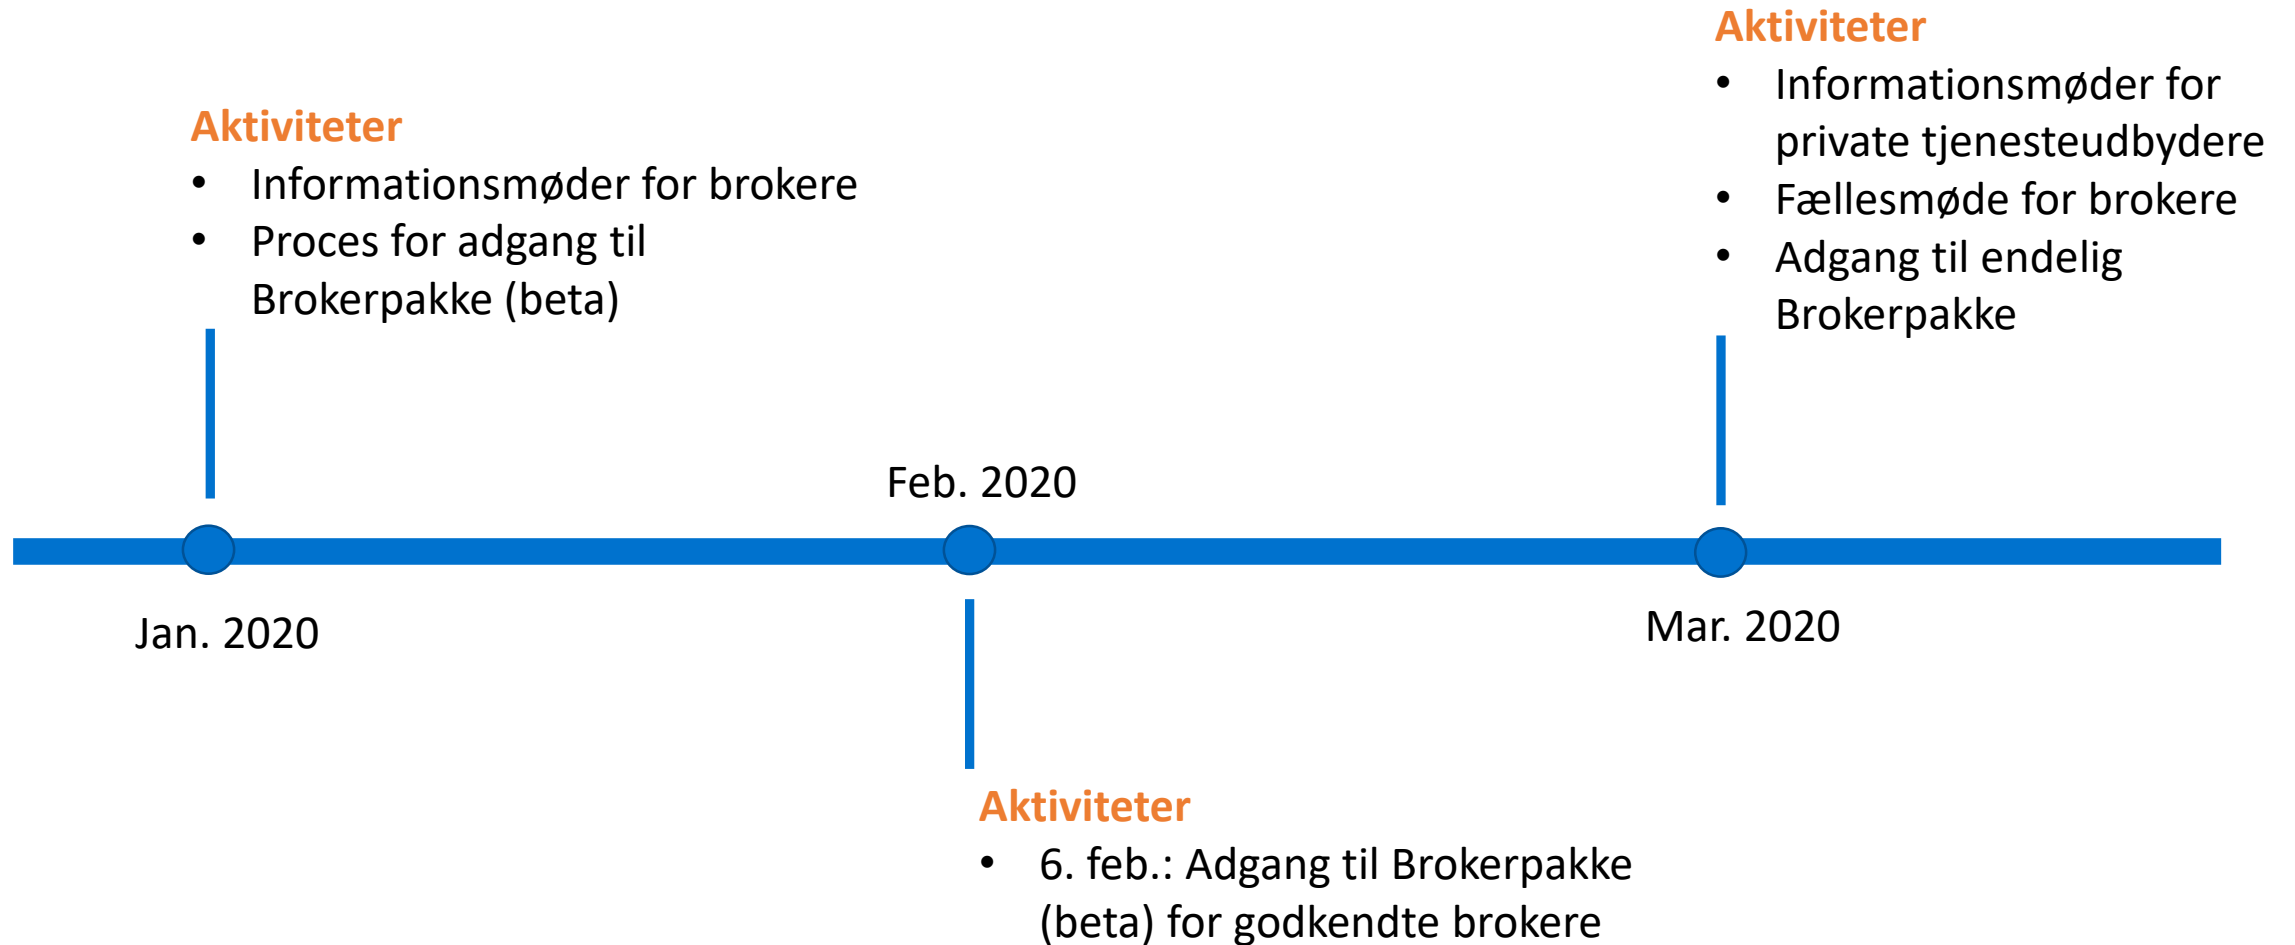 Aktiviteter
• Informationsmøder for brokere
• Proces for adgang til
Brokerpakke (beta)
Jan. 2020
Feb. 2020
Aktiviteter
• 6. feb.: Adgang til Brokerpakke
(beta) for godkendte brokere
Aktiviteter
• Informationsmøder for
private tjenesteudbydere
• Fællesmøde for brokere
• Adgang til endelig
Brokerpakke
Mar. 2020